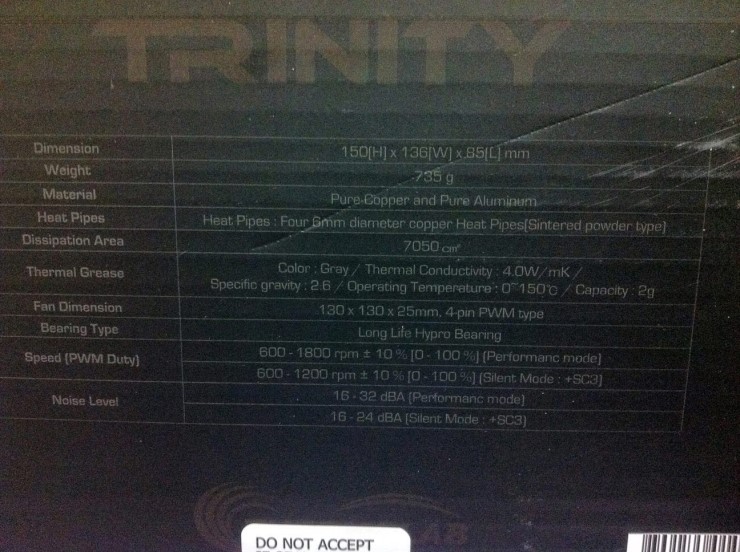 TRINITY
Dimension 150[H] x 136[W] x 85[L] mm
Weight 735 g
Material Pure Copper and Pure Aluminum
Heat Pipes Heat Pipes : Four 6mm diameter copper Heat Pipes[Sintered powder type]
Dissipation Area 7050 cm²
Thermal Grease Color : Gray / Thermal Conductivity : 4.0W/mK /
Specific gravity : 2.6 / Operating Temperature : 0~150℃ / Capacity : 2g
Fan Dimension 130 x 130 x 25mm, 4-pin PWM type
Bearing Type Long Life Hypro Bearing
Speed [PWM Duty] 600 - 1800 rpm ± 10 % [0 - 100 %] (Performanc mode]
600 - 1200 rpm ± 10 % [0 - 100 %] (Silent Mode : +SC3)
Noise Level 16 - 32 dBA [Performanc mode]
16 - 24 dBA [Silent Mode : +SC3)
DO NOT ACCEPT